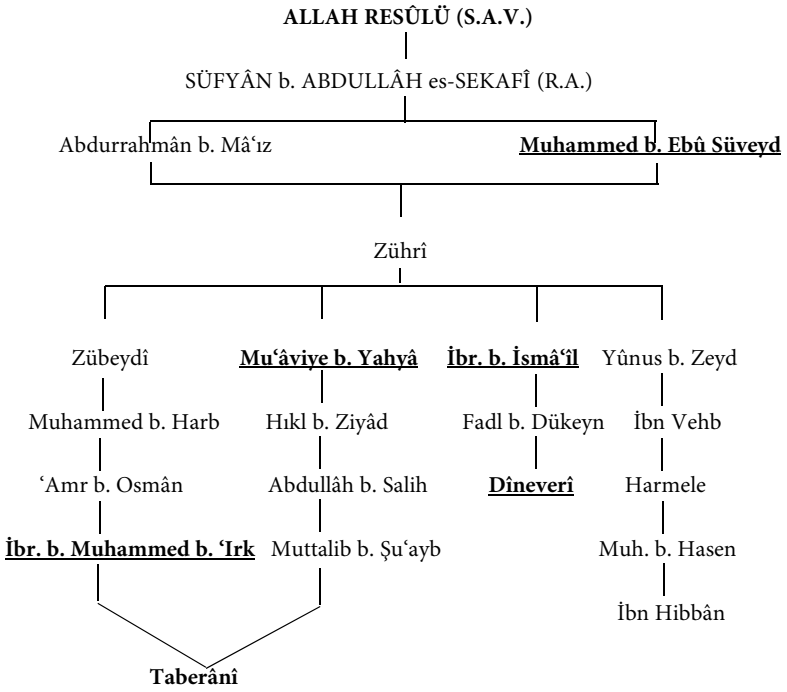 ALLAH RESÛLÜ (S.A.V.)
SÜFYÂN b. ABDULLÂH es-SEKAFÎ (R.A.)
Abdurrahmân b. Mâ‘ız Muhammed b. Ebû Süveyd
Zührî
Zübeydî Mu‘âviye b. Yahyâ İbr. b. İsmâ‘îl Yûnus b. Zeyd
Muhammed b. Harb Hıkl b. Ziyâd Fadl b. Dükeyn İbn Vehb
‘Amr b. Osmân Abdullâh b. Salih Dîneverî Harmele
İbr. b. Muhammed b. ‘Irk Muttalib b. Şu‘ayb Muh. b. Hasen
İbn Hibbân
Taberânî